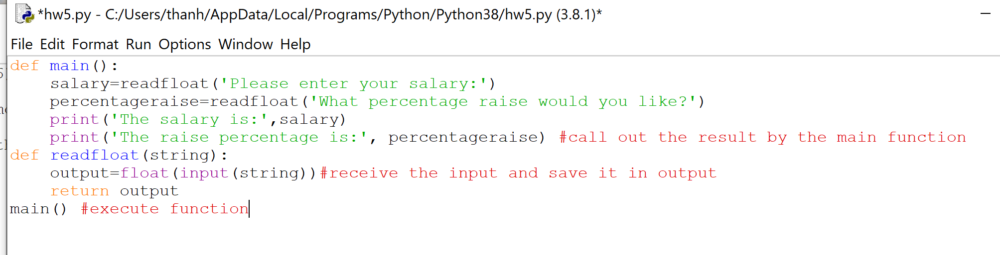 *hw5.py - C:/Users/thanh/AppData/Local/Programs/Python/Python38/hw5.py (3.8.1)*
File Edit Format Run Options Window Help
def main():
    salary=readfloat('Please enter your salary:')
    percentageraise=readfloat('What percentage raise would you like?')
    print('The salary is:',salary)
    print('The raise percentage is:', percentageraise) #call out the result by the main function
def readfloat(string):
    output=float(input(string))#receive the input and save it in output
    return output
main() #execute function